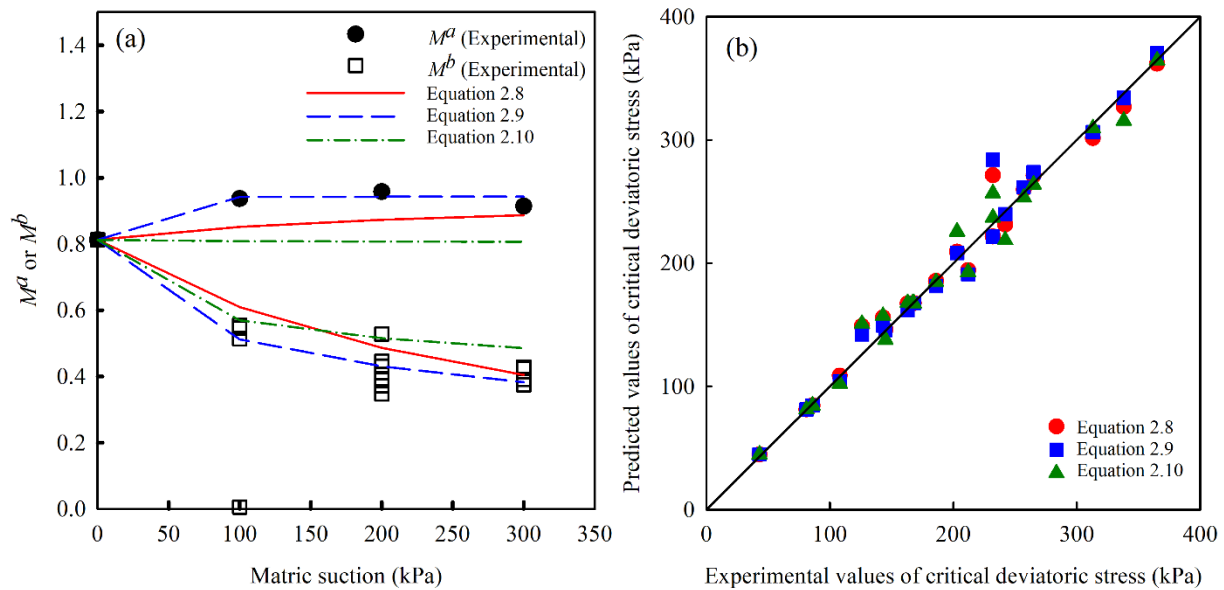 (a)
M^a (Experimental)
M^b (Experimental)
Equation 2.8
Equation 2.9
Equation 2.10
1.4
1.2
1.0
0.8
0.6
0.4
0.2
0.0
M^a or M^b
0 50 100 150 200 250 300 350
Matric suction (kPa)
(b)
400
300
200
100
0
Predicted values of critical deviatoric stress (kPa)
Equation 2.8
Equation 2.9
Equation 2.10
0 100 200 300 400
Experimental values of critical deviatoric stress (kPa)